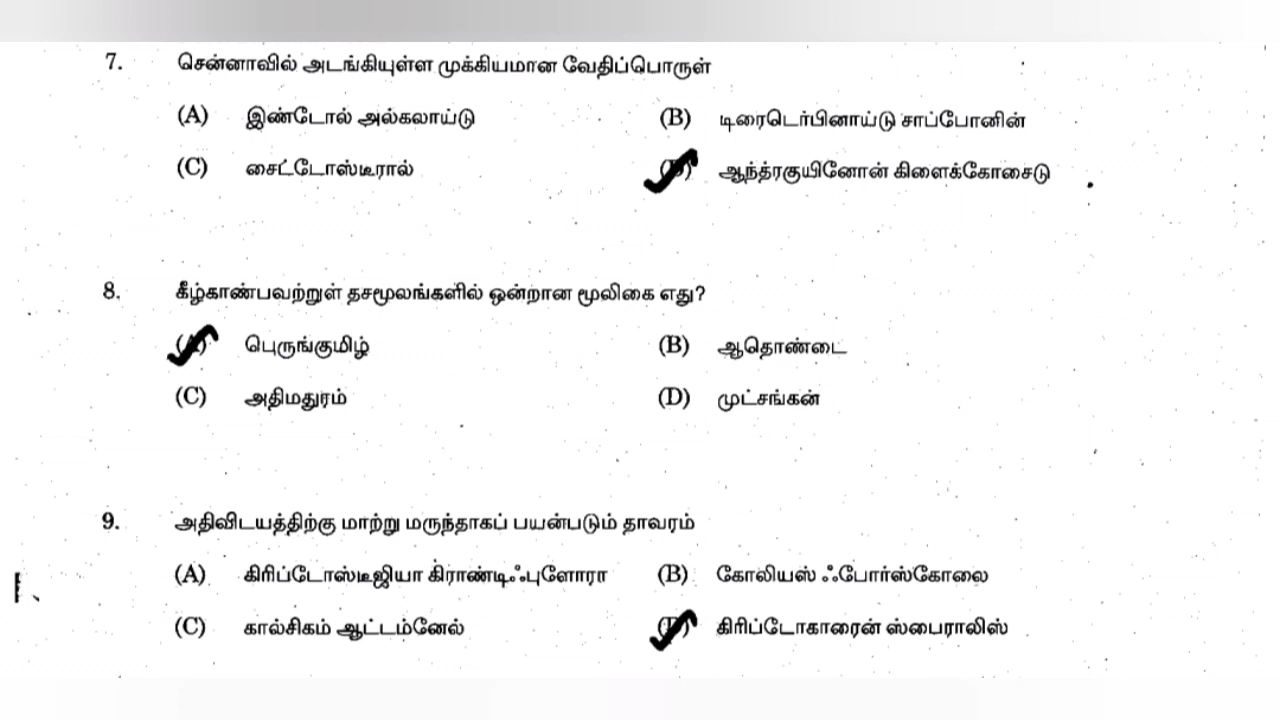 7. சென்னாவில் அடங்கியுள்ள முக்கியமான வேதிப்பொருள்
(A) இண்டோல் அல்கலாய்டு (B) டிரைடெர்பினாய்டு சாப்போனின்
(C) சைட்டோஸ்டீரால் (D) ஆந்த்ரகுயினோன் கிளைக்கோசைடு
8. கீழ்காண்பவற்றுள் தசமூலங்களில் ஒன்றான மூலிகை எது?
(A) பெருங்குமிழ் (B) ஆதொண்டை
(C) அதிமதுரம் (D) முட்சங்கன்
9. அதிவிடயத்திற்கு மாற்று மருந்தாகப் பயன்படும் தாவரம்
(A) கிரிப்டோஸ்டீஜியா கிராண்டிஃபுளோரா (B) கோலியஸ் ஃபோர்ஸ்கோலை
(C) கால்சிகம் ஆட்டம்னேல் (D) கிரிப்டோகாரைன் ஸ்பைராலிஸ்